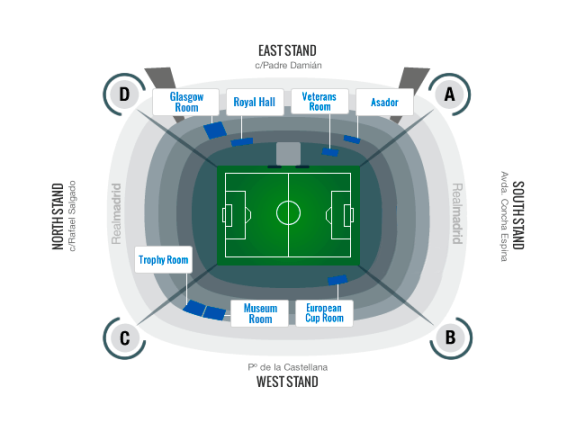 EAST STAND
c/Padre Damián
D
A
Glasgow
Room
Royal Hall
Veterans
Room
Asador
NORTH STAND
c/Rafael Salgado
Realmadrid
Realmadrid
SOUTH STAND
Avda. Concha Espina
Trophy Room
Museum
Room
European
Cup Room
C
B
Pº de la Castellana
WEST STAND